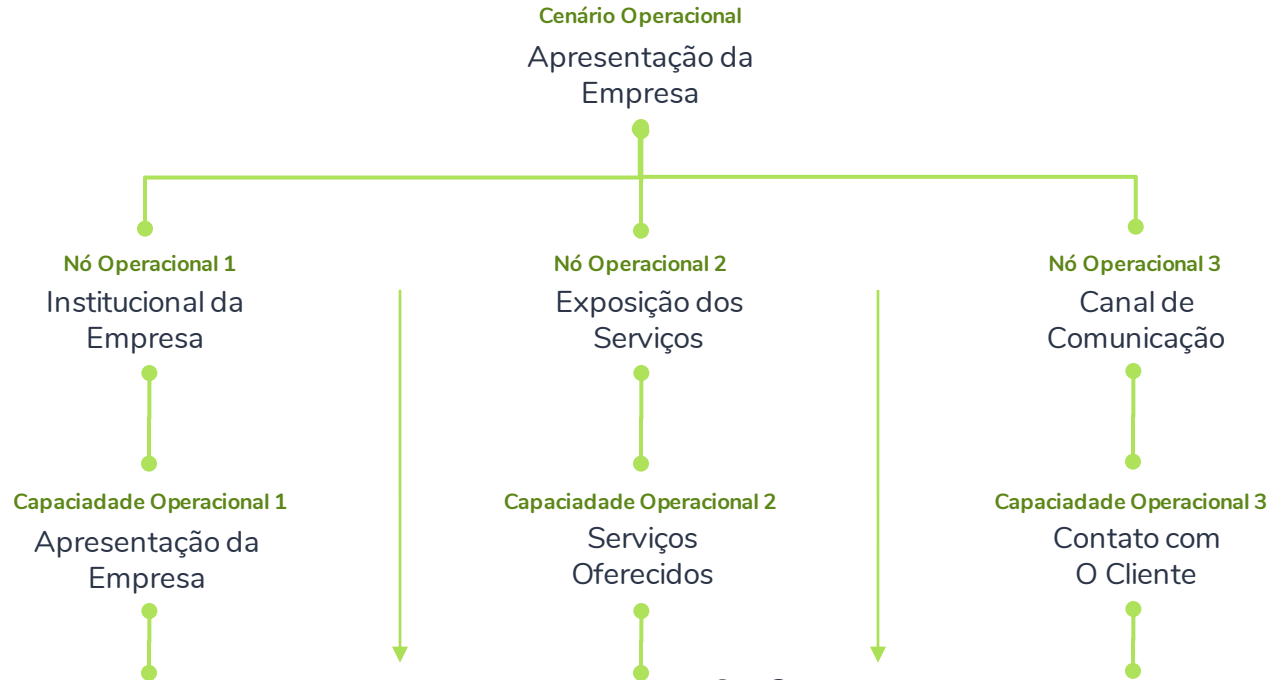 Cenário Operacional
Apresentação da
Empresa
Nó Operacional 1
Institucional da
Empresa
Nó Operacional 2
Exposição dos
Serviços
Nó Operacional 3
Canal de
Comunicação
Capaciadade Operacional 1
Apresentação da
Empresa
Capaciadade Operacional 2
Serviços
Oferecidos
Capaciadade Operacional 3
Contato com
O Cliente